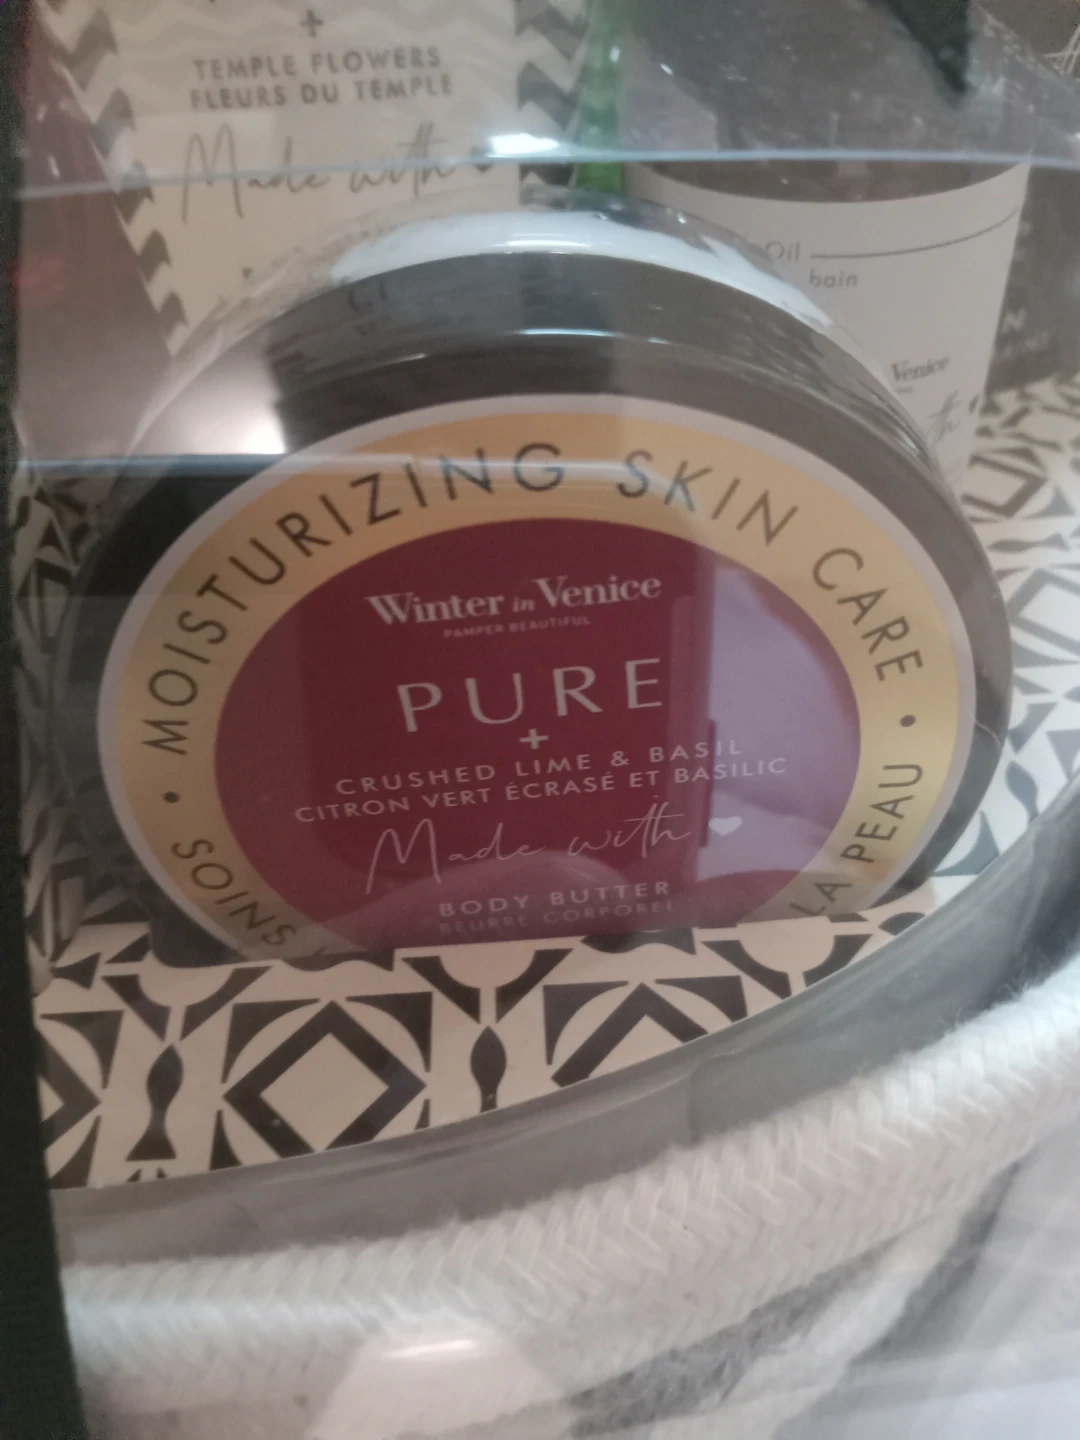 +
TEMPLE FLOWERS
FLEURS DU TEMPLE
Made with
Oil
bain
Venice
MOISTURIZING SKIN CARE
Winter in Venice
PAMPER BEAUTIFUL
PURE
+
CRUSHED LIME & BASIL
CITRON VERT ÉCRASÉ ET BASILIC
Made with
BODY BUTTER
BEURRE CORPOREL
SOINS
LA PEAU